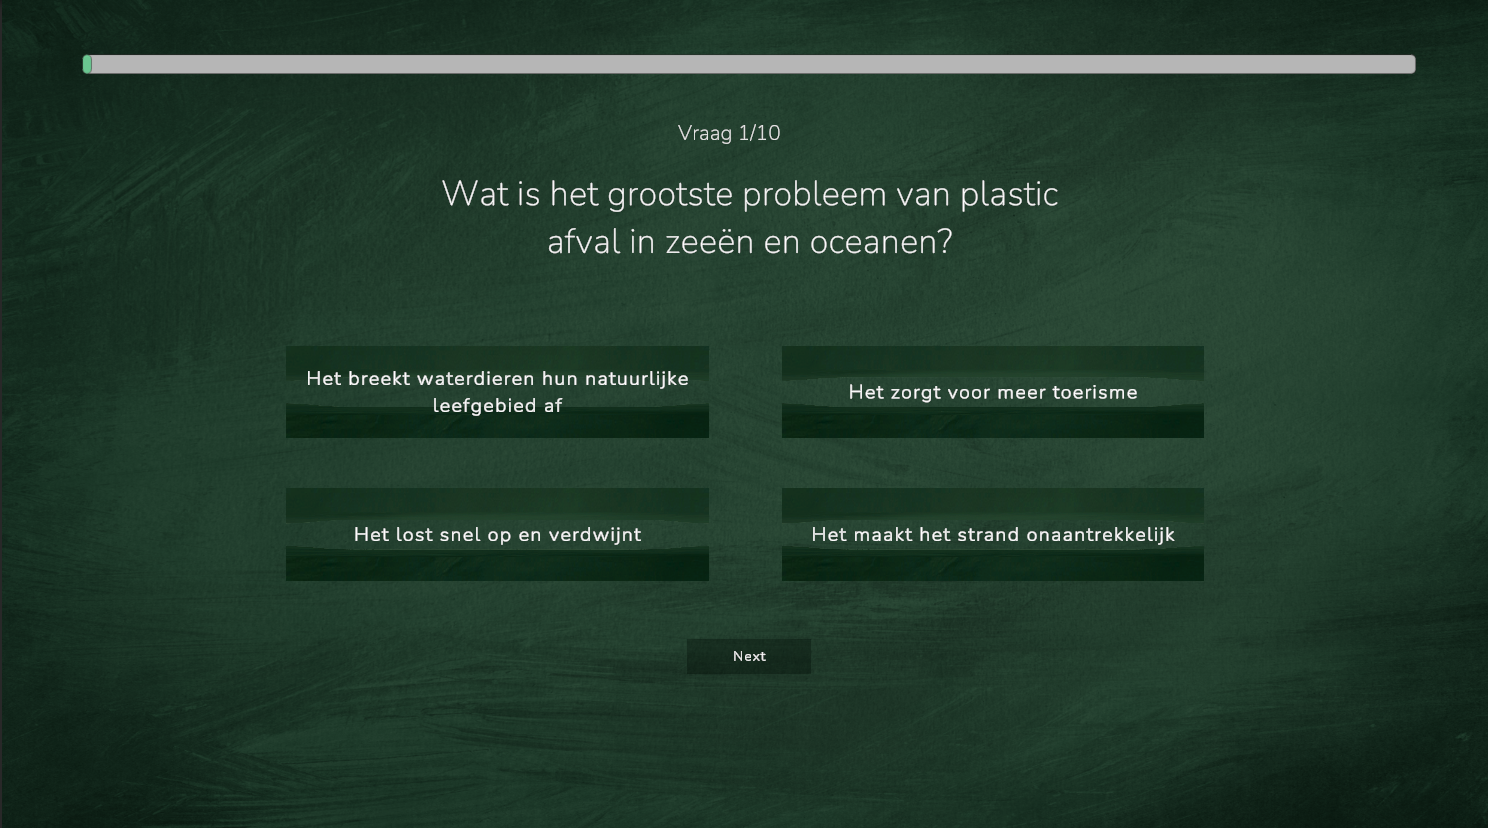 Vraag 1/10
Wat is het grootste probleem van plastic
afval in zeeën en oceanen?
Het breekt waterdieren hun natuurlijke
leefgebied af
Het zorgt voor meer toerisme
Het lost snel op en verdwijnt
Het maakt het strand onaantrekkelijk
Next